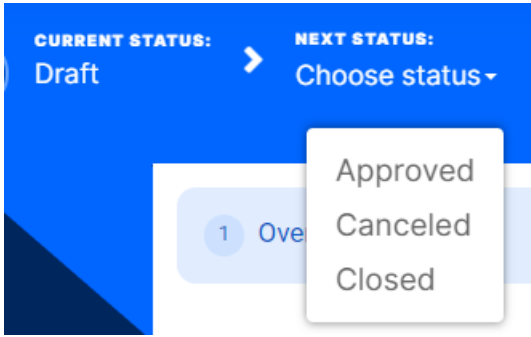 CURRENT STATUS:
Draft
NEXT STATUS:
Choose status
Approved
Canceled
Closed
1